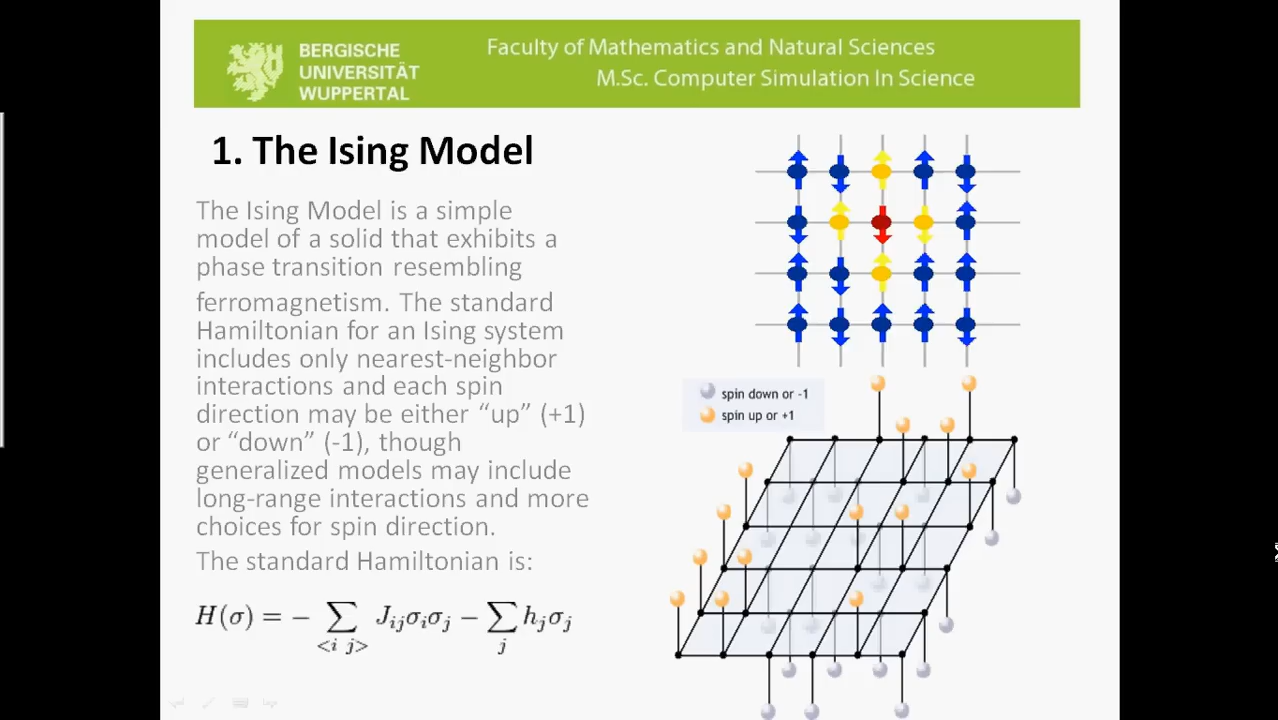 BERGISCHE
UNIVERSITÄT
WUPPERTAL
Faculty of Mathematics and Natural Sciences
M.Sc. Computer Simulation In Science
1. The Ising Model
The Ising Model is a simple
model of a solid that exhibits a
phase transition resembling
ferromagnetism. The standard
Hamiltonian for an Ising system
includes only nearest-neighbor
interactions and each spin
direction may be either “up” (+1)
or “down” (-1), though
generalized models may include
long-range interactions and more
choices for spin direction.
The standard Hamiltonian is:
H(σ) = − ∑<i j> Jijσiσj − ∑j hjσj
spin down or -1
spin up or +1